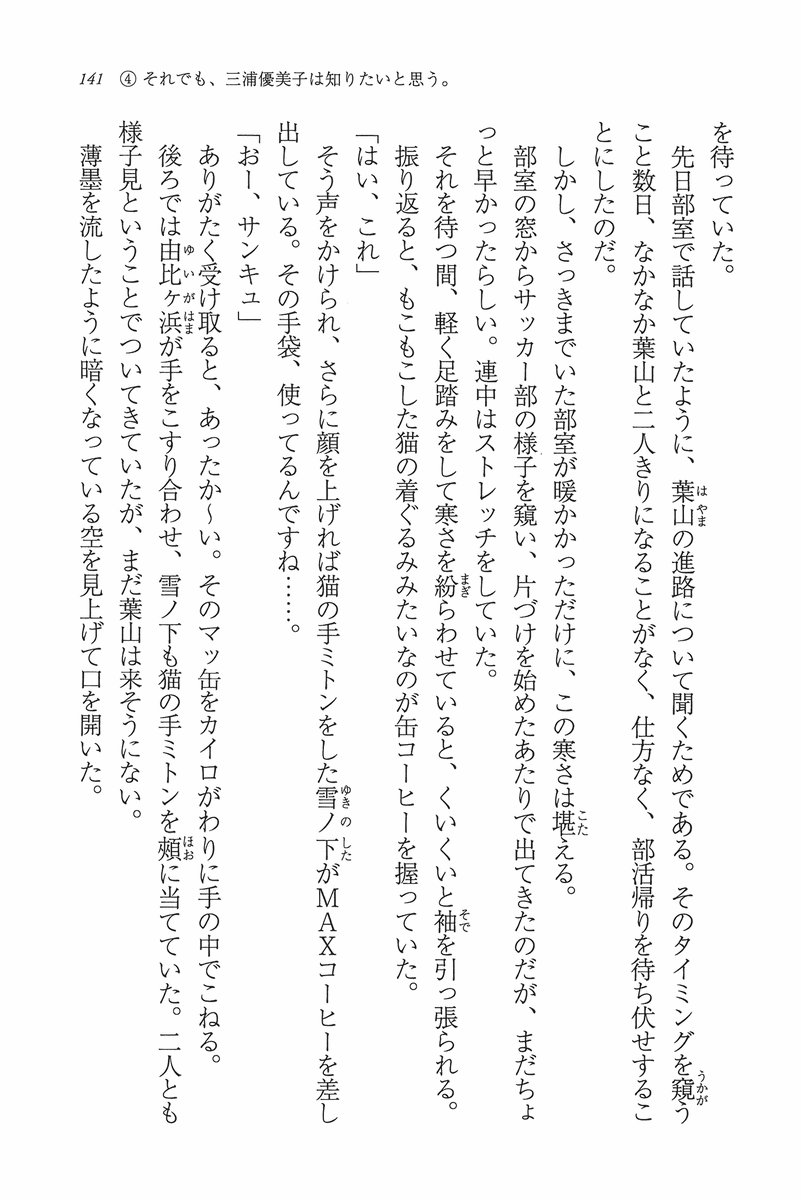 141 ④ それでも、三浦優美子は知りたいと思う。
を待っていた。
先日部室で話していたように、葉山の進路について聞くためである。そのタイミングを窺う
こと数日、なかなか葉山と二人きりになることがなく、仕方なく、部活帰りを待ち伏せするこ
とにしたのだ。
しかし、さっきまでいた部室が暖かかっただけに、この寒さは堪える。
部室の窓からサッカー部の様子を窺い、片づけを始めたあたりで出てきたのだが、まだちょ
っと早かったらしい。連中はストレッチをしていた。
それを待つ間、軽く足踏みをして寒さを紛らわせていると、くいくいと袖を引っ張られる。
振り返ると、もこもこした猫の着ぐるみみたいなのが缶コーヒーを握っていた。
「はい、これ」
そう声をかけられ、さらに顔を上げれば猫の手ミトンをした雪ノ下がMAXコーヒーを差し
出している。その手袋、使ってるんですね……。
「おー、サンキュ」
ありがたく受け取ると、あったか〜い。そのマッ缶をカイロがわりに手の中でこねる。
後ろでは由比ヶ浜が手をこすり合わせ、雪ノ下も猫の手ミトンを頰に当てていた。二人とも
様子見ということでついてきていたが、まだ葉山は来そうにない。
薄墨を流したように暗くなっている空を見上げて口を開いた。